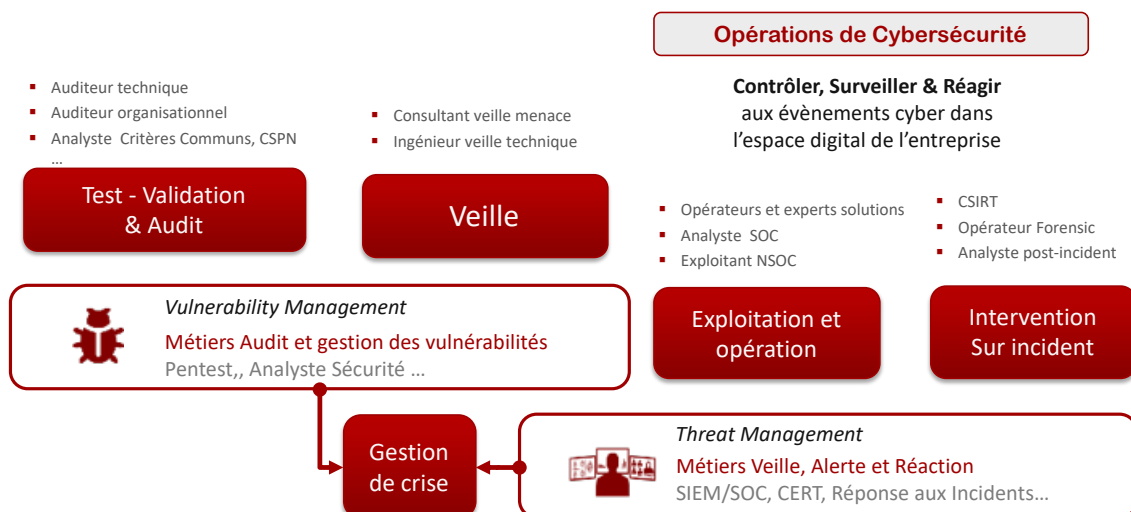 Opérations de Cybersécurité
Contrôler, Surveiller & Réagir
aux évènements cyber dans
l'espace digital de l'entreprise
Auditeur technique
Auditeur organisationnel
Analyste Critères Communs, CSPN
…
Test - Validation
& Audit
Consultant veille menace
Ingénieur veille technique
Veille
Opérateurs et experts solutions
Analyste SOC
Exploitant NSOC
Exploitation et
opération
CSIRT
Opérateur Forensic
Analyste post-incident
Intervention
Sur incident
Vulnerability Management
Métiers Audit et gestion des vulnérabilités
Pentest,, Analyste Sécurité …
Gestion
de crise
Threat Management
Métiers Veille, Alerte et Réaction
SIEM/SOC, CERT, Réponse aux Incidents…